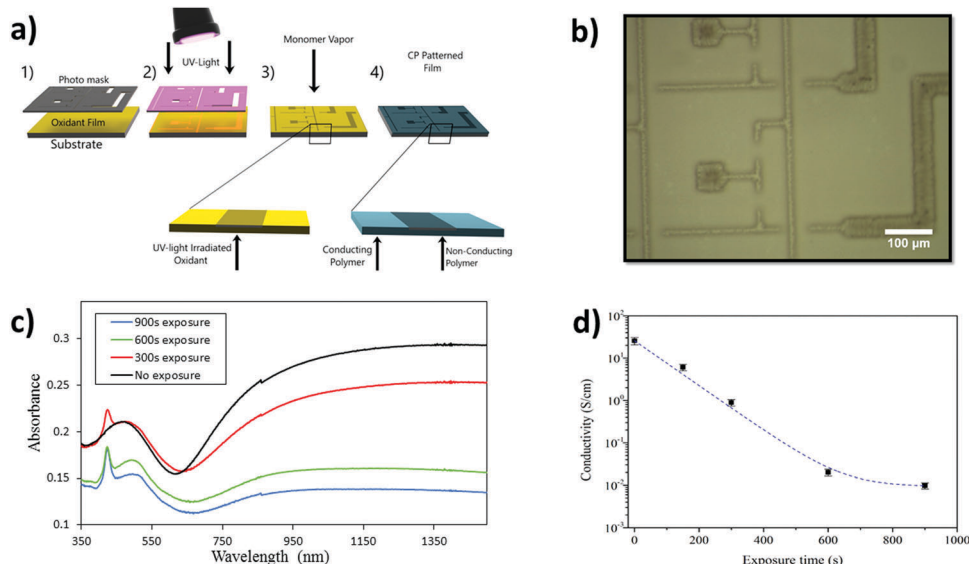 a)
UV-Light
Monomer Vapor
CP Patterned
Film
1)
2)
3)
4)
Photo mask
Oxidant Film
Substrate
UV-light Irradiated
Oxidant
Conducting
Polymer
Non-Conducting
Polymer
b)
100 µm
c)
900s exposure
600s exposure
300s exposure
No exposure
Absorbance
0.3
0.25
0.2
0.15
0.1
350
550
750
950
1150
1350
Wavelength (nm)
d)
Conductivity (S/cm)
10²
10¹
10⁰
10⁻¹
10⁻²
10⁻³
0
200
400
600
800
1000
Exposure time (s)